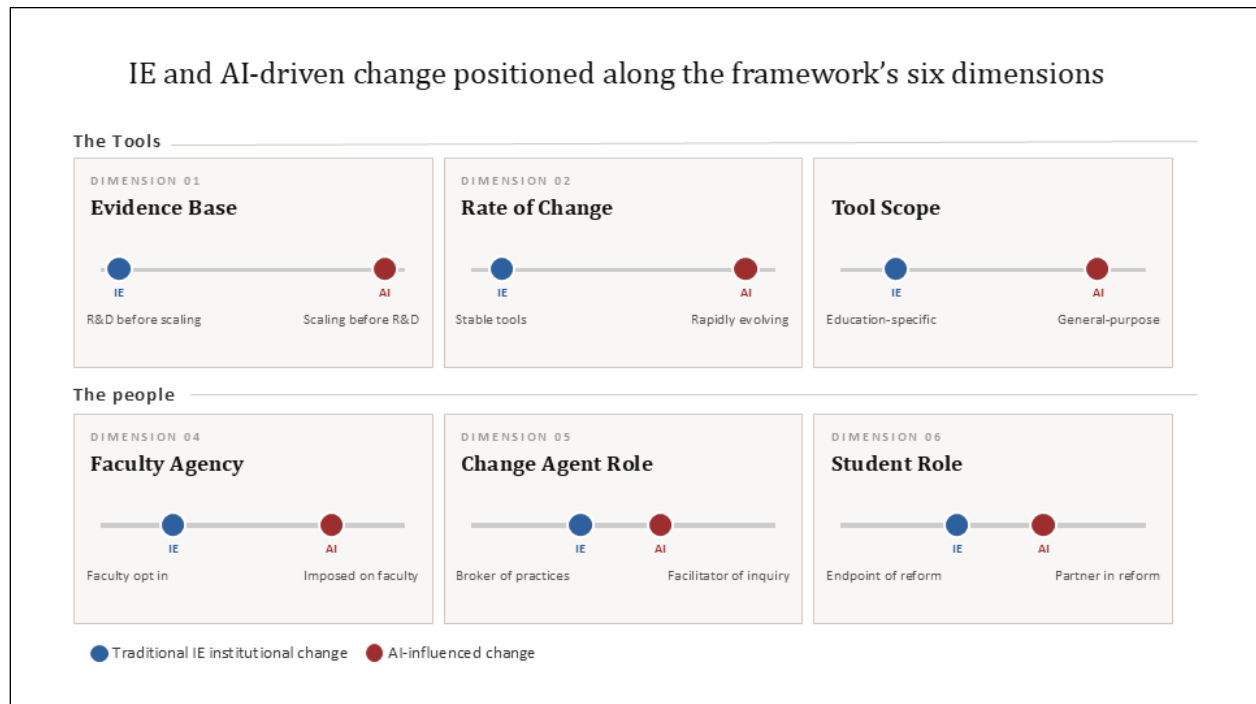 IE and AI-driven change positioned along the framework's six dimensions
The Tools
DIMENSION 01
Evidence Base
IE
AI
R&D before scaling
Scaling before R&D
DIMENSION 02
Rate of Change
IE
AI
Stable tools
Rapidly evolving
Tool Scope
IE
AI
Education-specific
General-purpose
The people
DIMENSION 04
Faculty Agency
IE
AI
Faculty opt in
Imposed on faculty
DIMENSION 05
Change Agent Role
IE
AI
Broker of practices
Facilitator of inquiry
DIMENSION 06
Student Role
IE
AI
Endpoint of reform
Partner in reform
Traditional IE institutional change
AI-influenced change